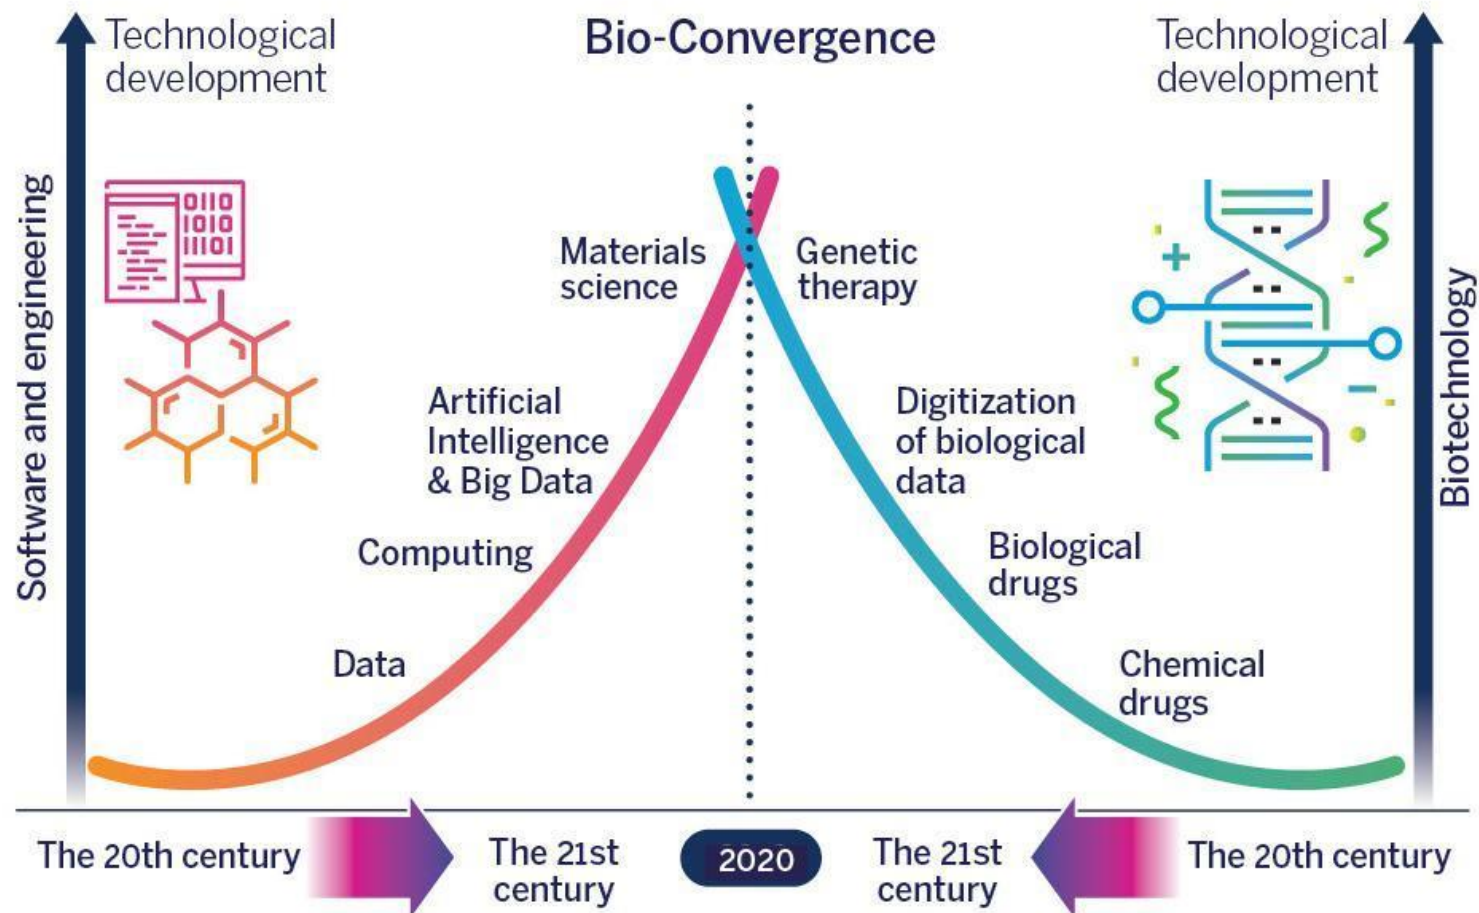 Bio-Convergence
Technological
development
Technological
development
Software and engineering
0110
1010
11101
Materials
science
Genetic
therapy
Artificial
Intelligence
& Big Data
Digitization
of biological
data
Computing
Biological
drugs
Data
Chemical
drugs
Biotechnology
The 20th century
The 21st
century
2020
The 21st
century
The 20th century